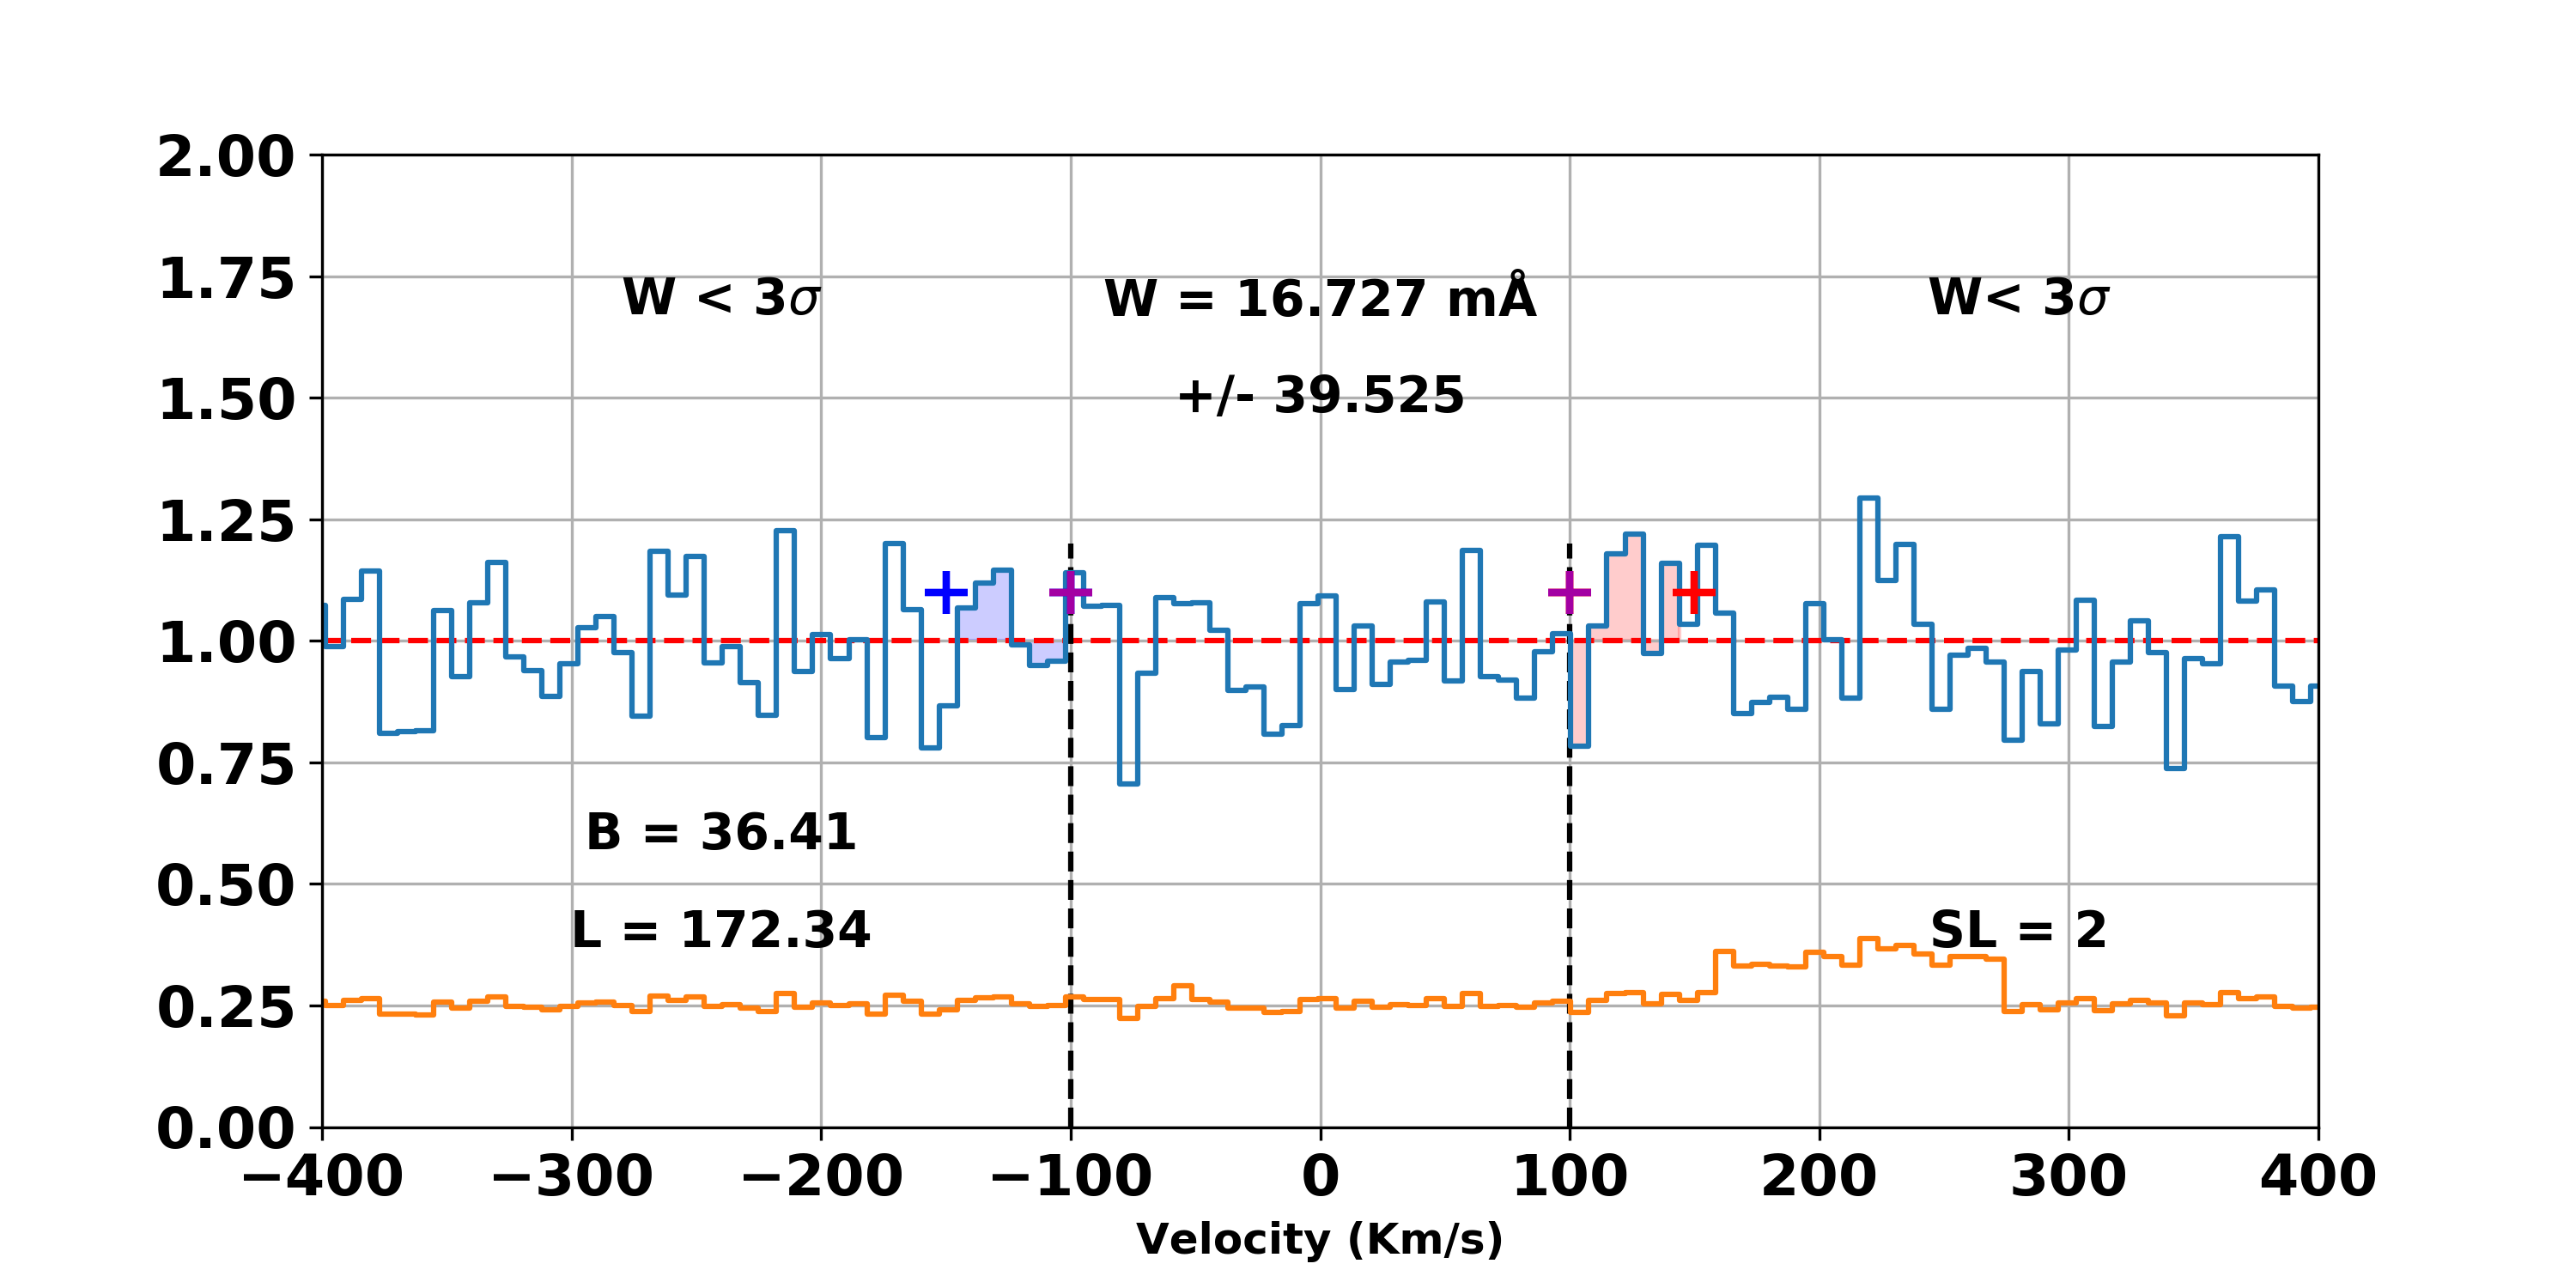 2.00
1.75
1.50
1.25
1.00
0.75
0.50
0.25
0.00
W < 3σ
W = 16.727 mÅ
W< 3σ
+/- 39.525
B = 36.41
L = 172.34
SL = 2
−400 −300 −200 −100 0 100 200 300 400
Velocity (Km/s)